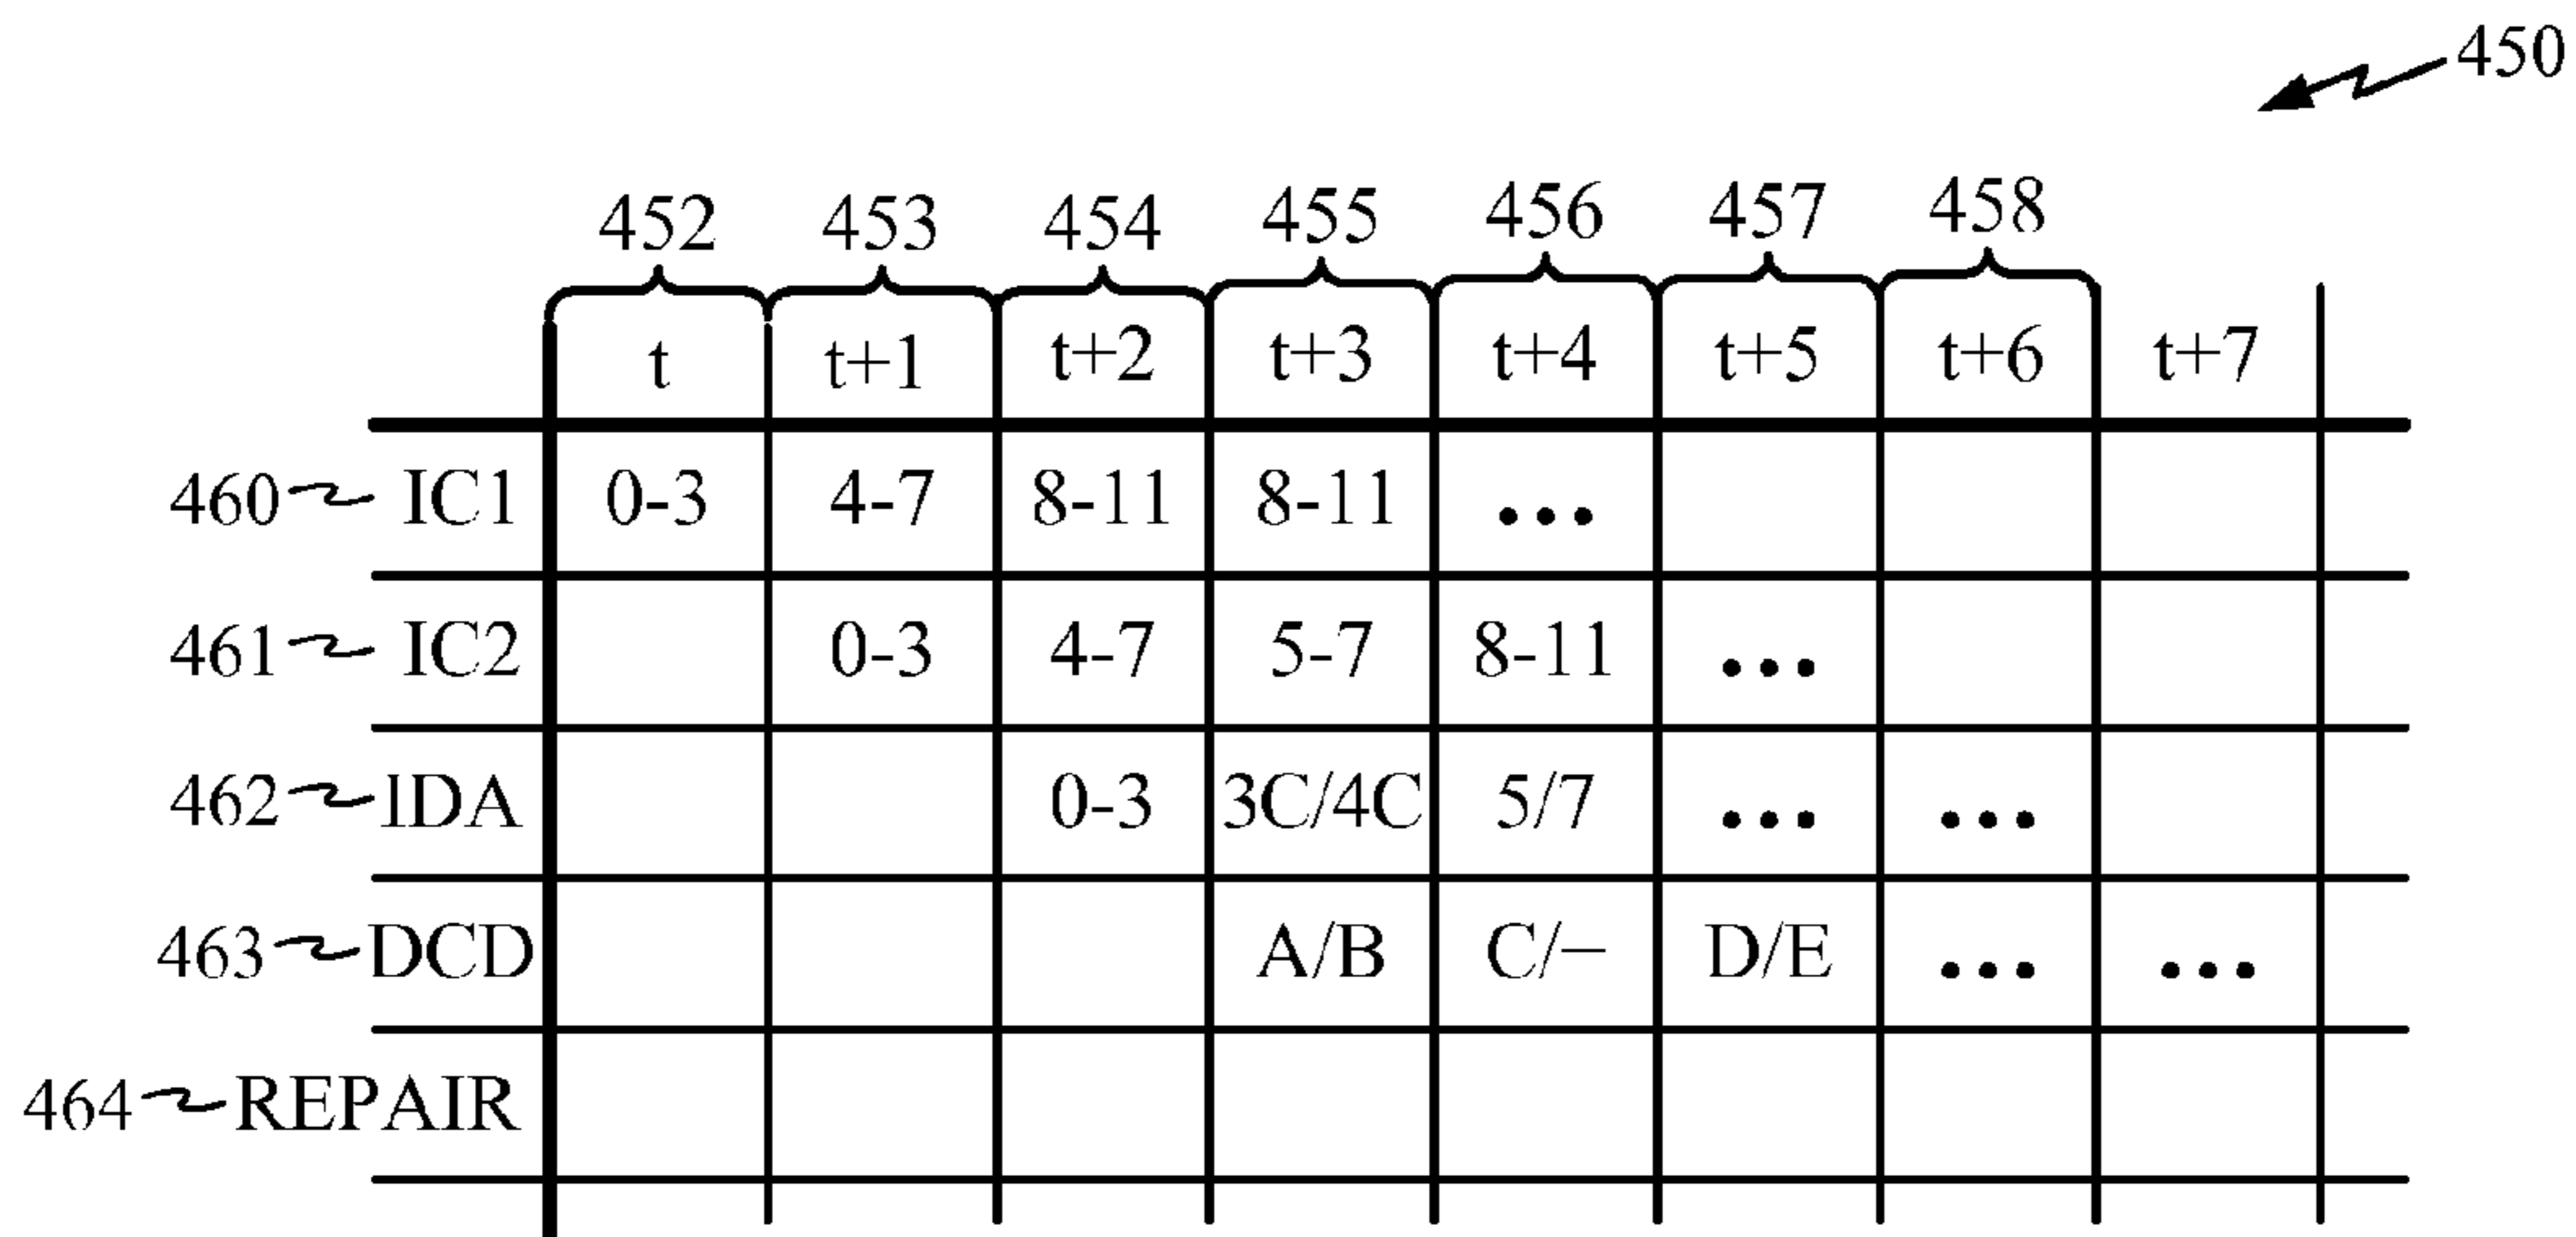 450
452 453 454 455 456 457 458
t t+1 t+2 t+3 t+4 t+5 t+6 t+7
460 IC1 0-3 4-7 8-11 8-11 ...
461 IC2 0-3 4-7 5-7 8-11 ...
462 IDA 0-3 3C/4C 5/7 ... ...
463 DCD A/B C/– D/E ... ...
464 REPAIR